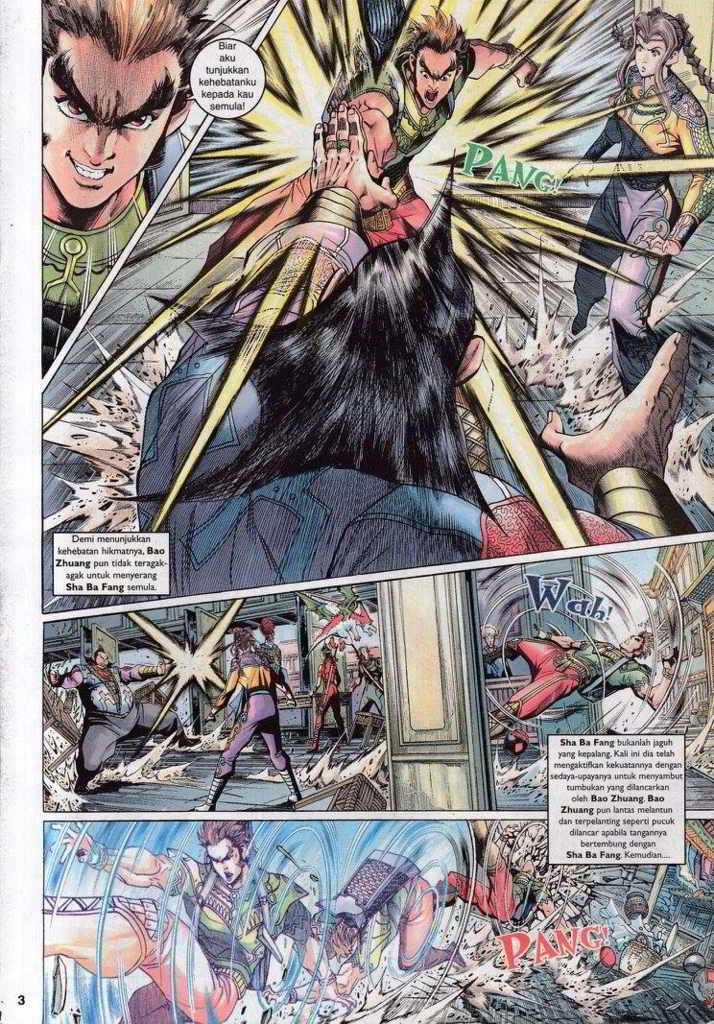 Biar
aku
tunjukkan
kehebatanku
kepada kau
semula!
PANG!
Demi menunjukkan
kehebatan hikmatnya, Bao
Zhuang pun tidak teragak-
agak untuk menyerang
Sha Ba Fang semula.
Wah!
Sha Ba Fang bukanlah jaguh
yang kepalang. Kali ini dia telah
mengaktifkan kekuatannya dengan
sedaya-upayanya untuk menyambut
tumbukan yang dilancarkan
oleh Bao Zhuang. Bao
Zhuang pun lantas melantun
dan terpelanting seperti pucuk
dilancar apabila tangannya
bertembung dengan
Sha Ba Fang. Kemudian....
PANG!
3